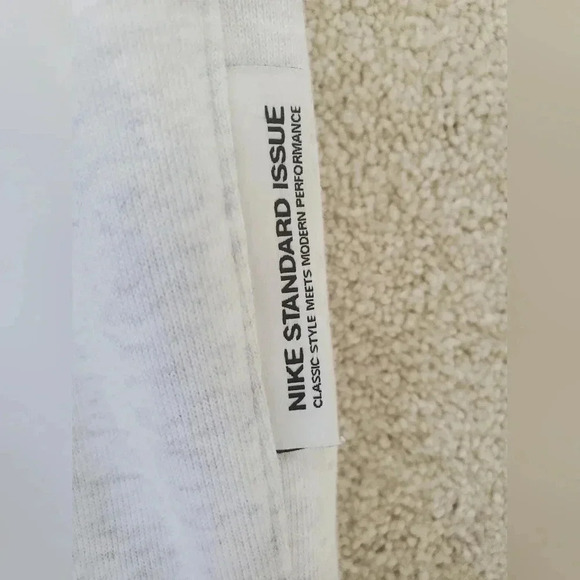 NIKE STANDARD ISSUE
CLASSIC STYLE MEETS MODERN PERFORMANCE